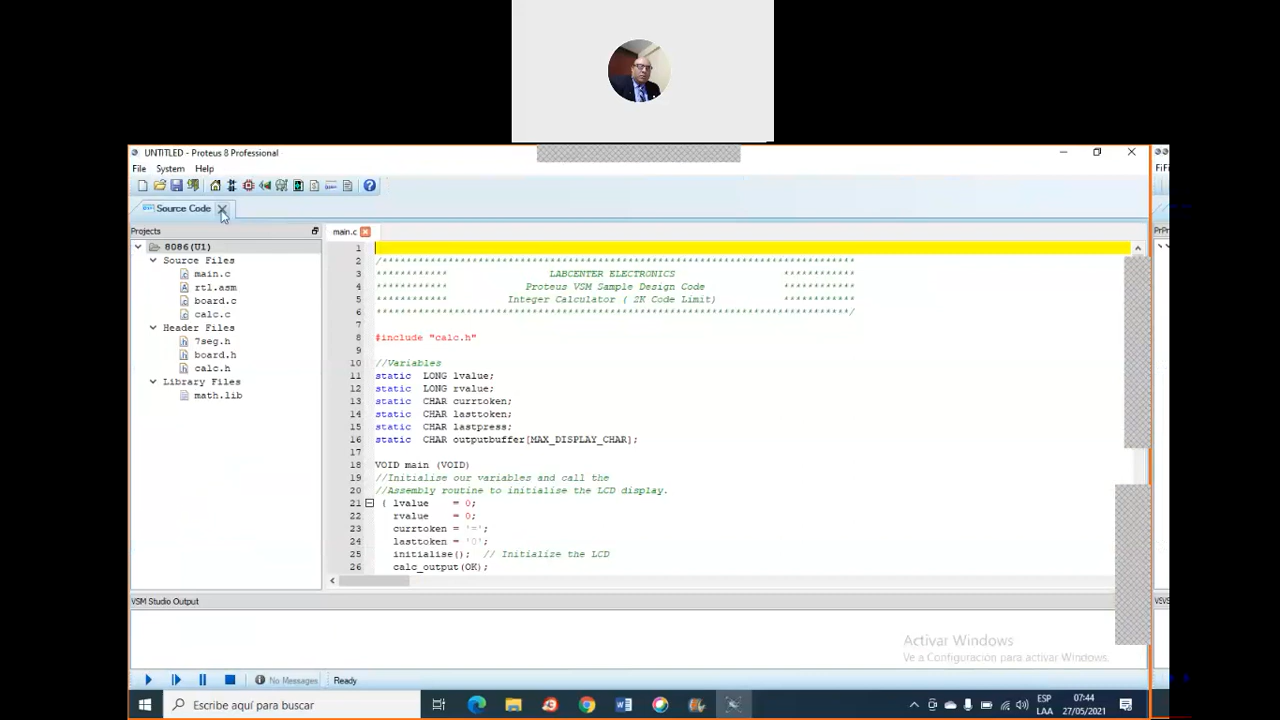 UNTITLED - Proteus 8 Professional
File System Help
Source Code
Projects
main.c
8086(U1)
Source Files
main.c
rtl.asm
board.c
calc.c
Header Files
7seg.h
board.h
calc.h
Library Files
math.lib
1
2 /***************************************************************************
3 ************ LABCENTER ELECTRONICS ************
4 ************ Proteus VSM Sample Design Code ************
5 ************ Integer Calculator ( 2K Code Limit) ************
6 ***************************************************************************/
7
8 #include "calc.h"
9
10 //Variables
11 static LONG lvalue;
12 static LONG rvalue;
13 static CHAR currtoken;
14 static CHAR lasttoken;
15 static CHAR lastpress;
16 static CHAR outputbuffer[MAX_DISPLAY_CHAR];
17
18 VOID main (VOID)
19 //Initialise our variables and call the
20 //Assembly routine to initialise the LCD display.
21 { lvalue = 0;
22 rvalue = 0;
23 currtoken = '=';
24 lasttoken = '0';
25 initialise(); // Initialize the LCD
26 calc_output(OK);
VSM Studio Output
Activar Windows
Ve a Configuración para activar Windows.
No Messages
Ready
Escribe aquí para buscar
ESP
LAA
07:44
27/05/2021